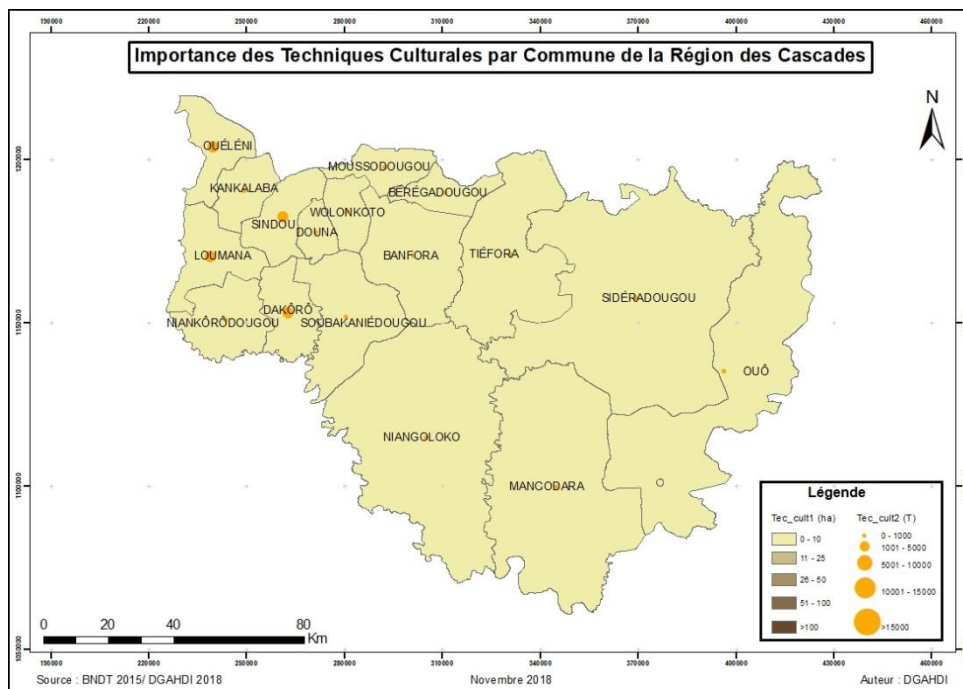 190000 220000 250000 280000 310000 340000 370000 400000 430000 460000
Importance des Techniques Culturales par Commune de la Région des Cascades
N
1200000
1200000
OUÉLÉNI
MOUSSODOUGOU
KANKALABA
BÉRÉGADOUGOU
WOLONKOTO
SINDOU
DOUNA
LOUMANA
BANFORA
TIÉFORA
SIDÉRADOUGOU
DAKÔRÔ
NIANKÔRÔDOUGOU
SOUBAKANIÉDOUGOU
1150000
1150000
OUÔ
NIANGOLOKO
MANGODARA
1100000
1100000
Légende
Tec_cult1 (ha) Tec_cult2 (T)
0 - 10 0 - 1000
11 - 25 1001 - 5000
26 - 50 5001 - 10000
51 - 100 10001 - 15000
>100 >15000
0 20 40 80
Km
1050000
190000 220000 250000 280000 310000 340000 370000 400000 430000 460000
Source : BNDT 2015/ DGAHDI 2018 Novembre 2018 Auteur : DGAHDI